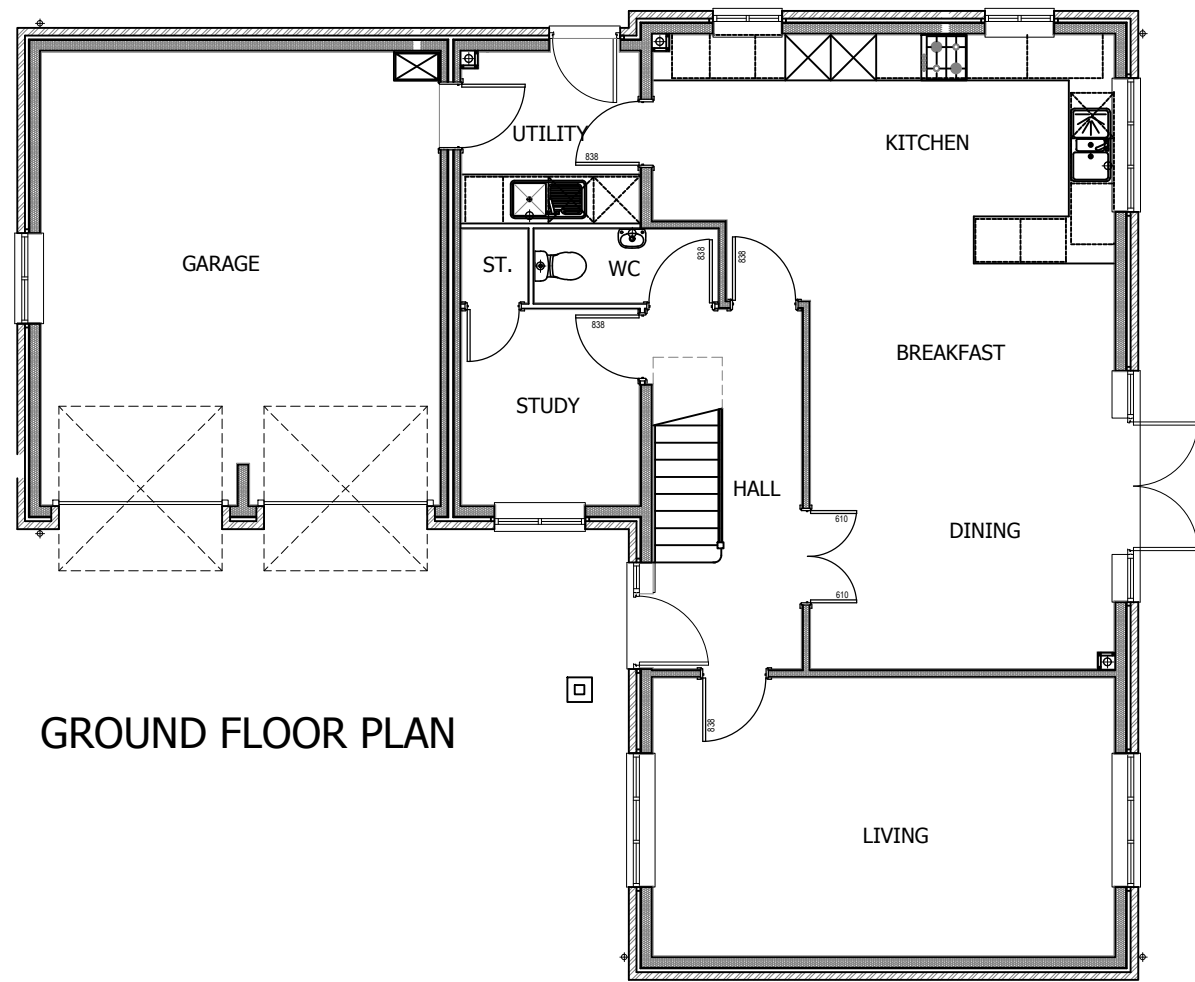 UTILITY
838
KITCHEN
GARAGE
ST.
WC
838
838
838
BREAKFAST
STUDY
HALL
610
DINING
610
838
GROUND FLOOR PLAN
LIVING